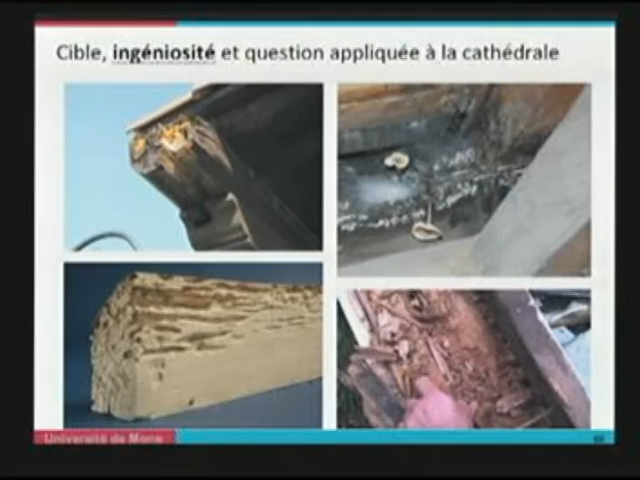 Cible, ingéniosité et question appliquée à la cathédrale
Université de Mons